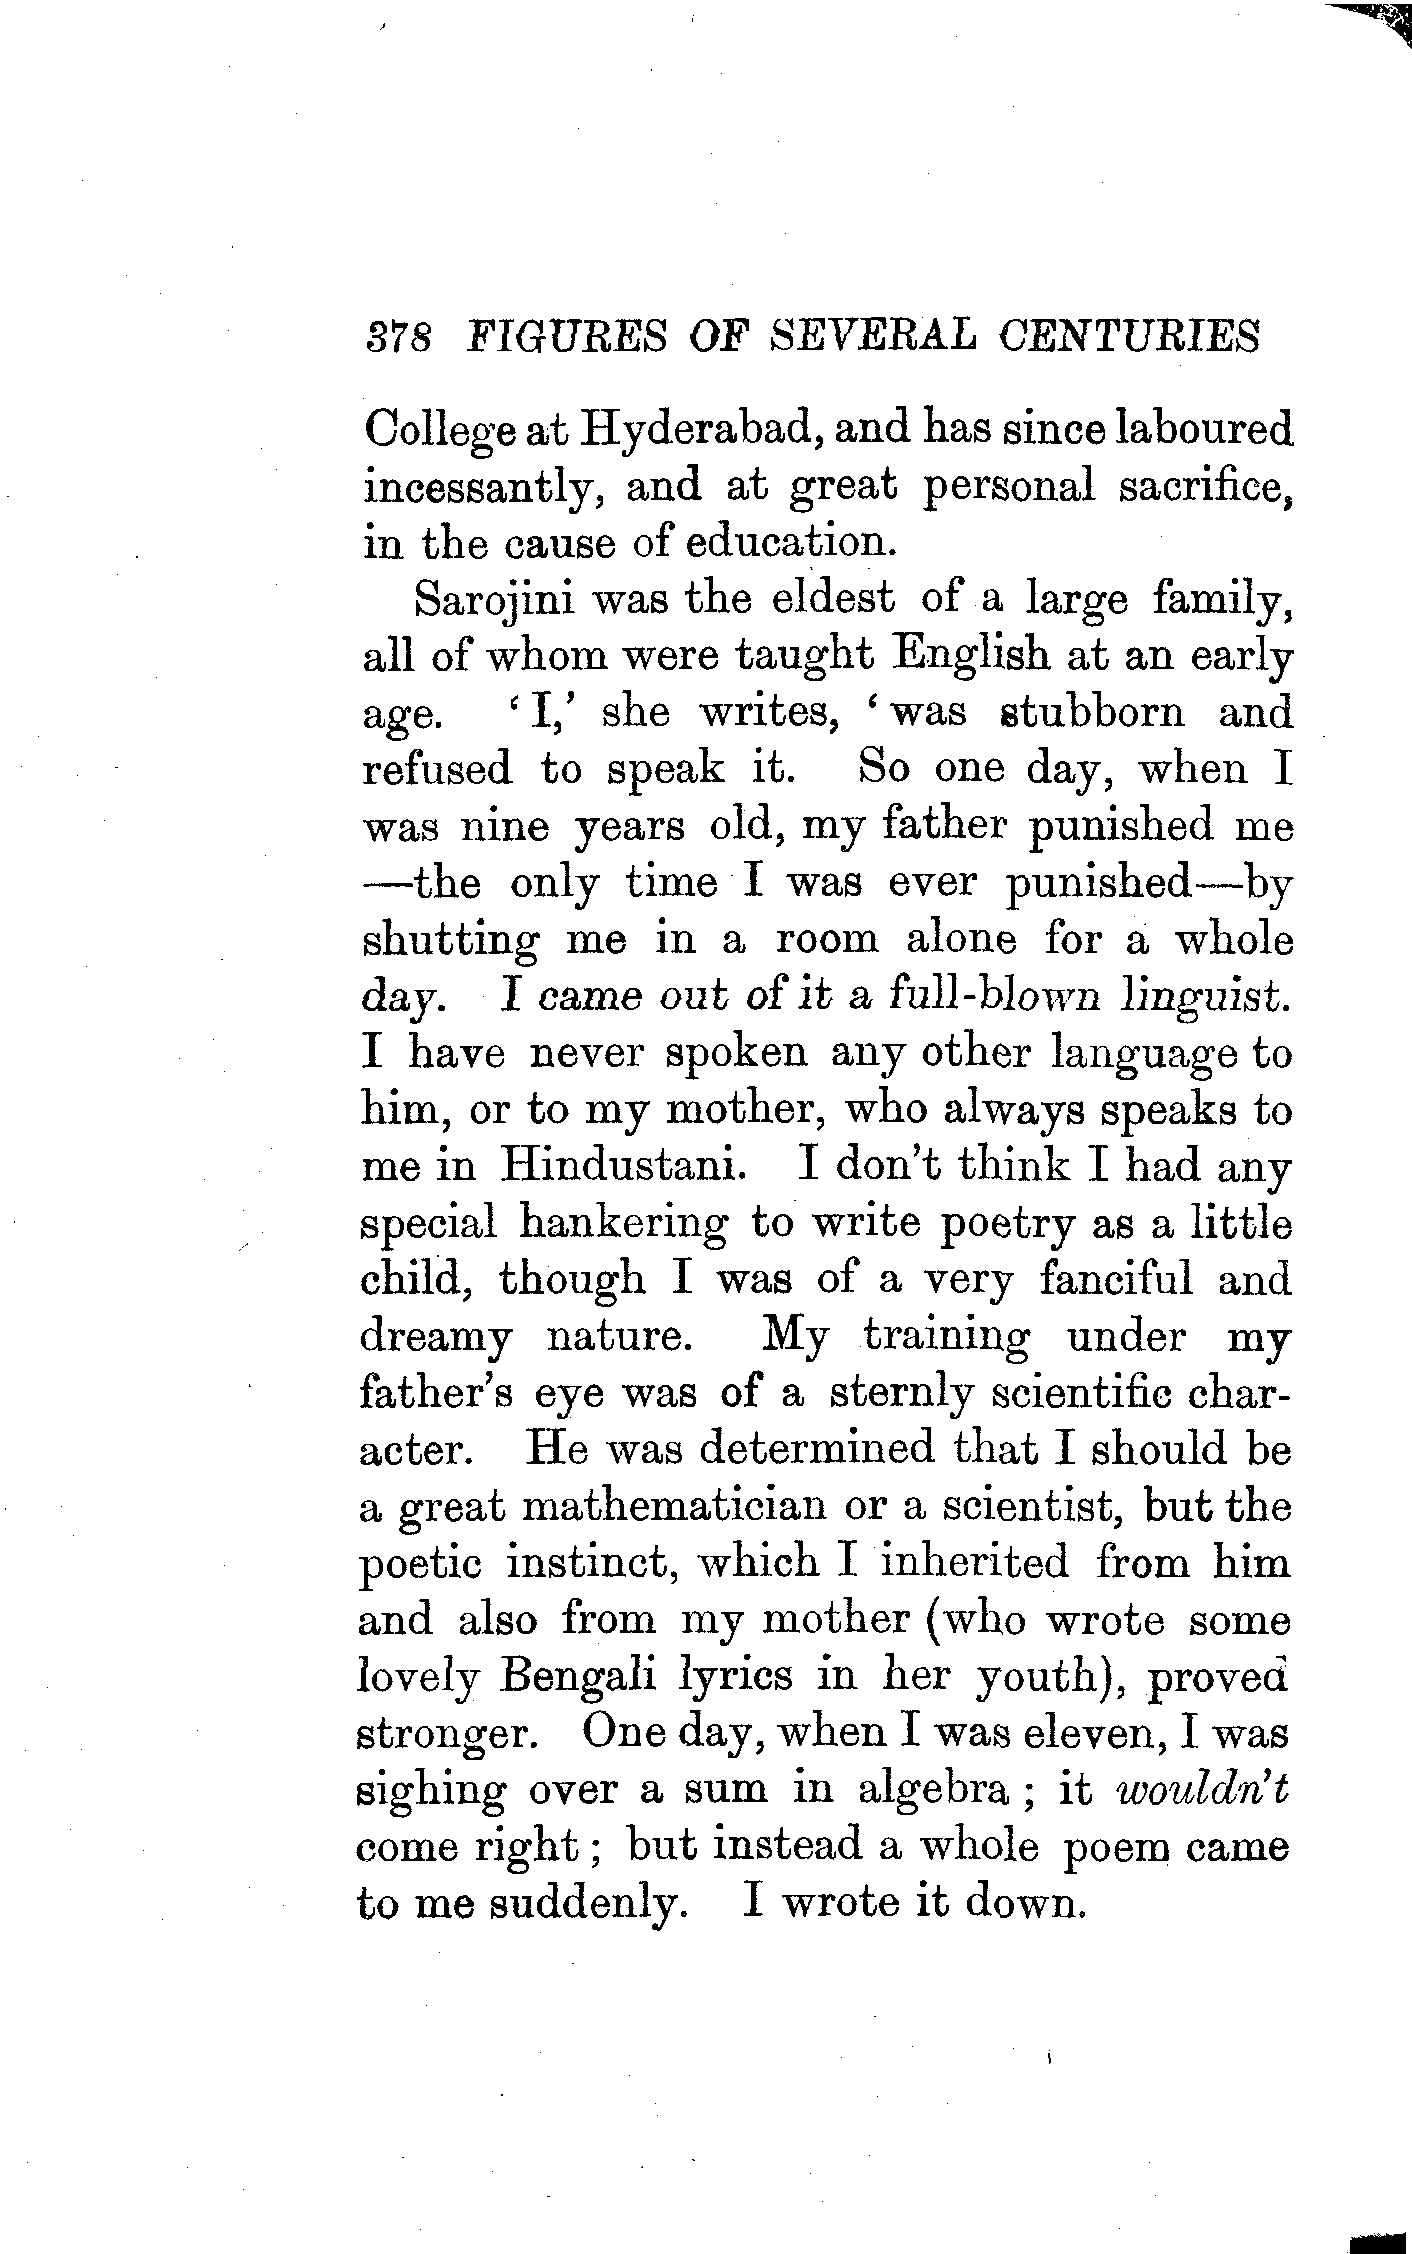 378 FIGURES OF SEVERAL CENTURIES
College at Hyderabad, and has since laboured
incessantly, and at great personal sacrifice,
in the cause of education.
Sarojini was the eldest of a large family,
all of whom were taught English at an early
age. ‘I,’ she writes, ‘was stubborn and
refused to speak it. So one day, when I
was nine years old, my father punished me
—the only time I was ever punished—by
shutting me in a room alone for a whole
day. I came out of it a full-blown linguist.
I have never spoken any other language to
him, or to my mother, who always speaks to
me in Hindustani. I don't think I had any
special hankering to write poetry as a little
child, though I was of a very fanciful and
dreamy nature. My training under my
father's eye was of a sternly scientific char-
acter. He was determined that I should be
a great mathematician or a scientist, but the
poetic instinct, which I inherited from him
and also from my mother (who wrote some
lovely Bengali lyrics in her youth), proved
stronger. One day, when I was eleven, I was
sighing over a sum in algebra ; it wouldn't
come right ; but instead a whole poem came
to me suddenly. I wrote it down.